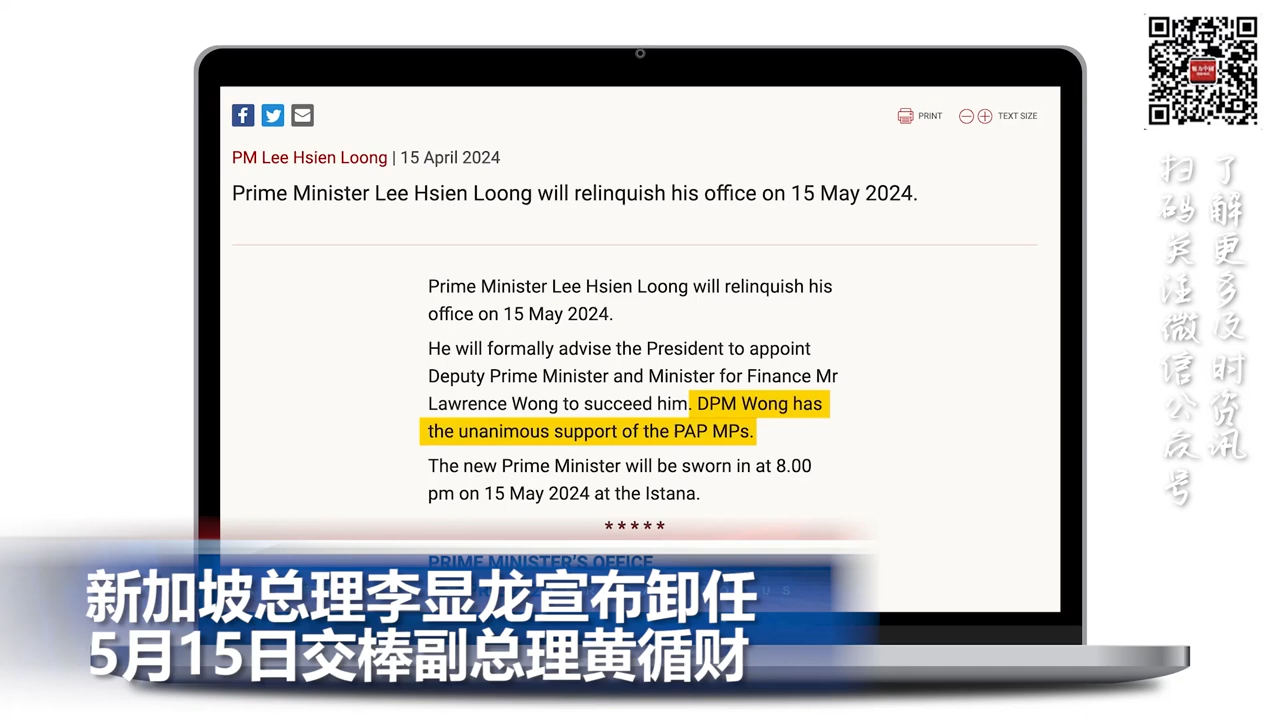 PRINT
TEXT SIZE
PM Lee Hsien Loong | 15 April 2024
Prime Minister Lee Hsien Loong will relinquish his office on 15 May 2024.
Prime Minister Lee Hsien Loong will relinquish his
office on 15 May 2024.
He will formally advise the President to appoint
Deputy Prime Minister and Minister for Finance Mr
Lawrence Wong to succeed him. DPM Wong has
the unanimous support of the PAP MPs.
The new Prime Minister will be sworn in at 8.00
pm on 15 May 2024 at the Istana.
*****
PRIME MINISTER'S OFFICE
新加坡总理李显龙宣布卸任
5月15日交棒副总理黄循财
了解更多及时资讯
扫码关注微信公众号